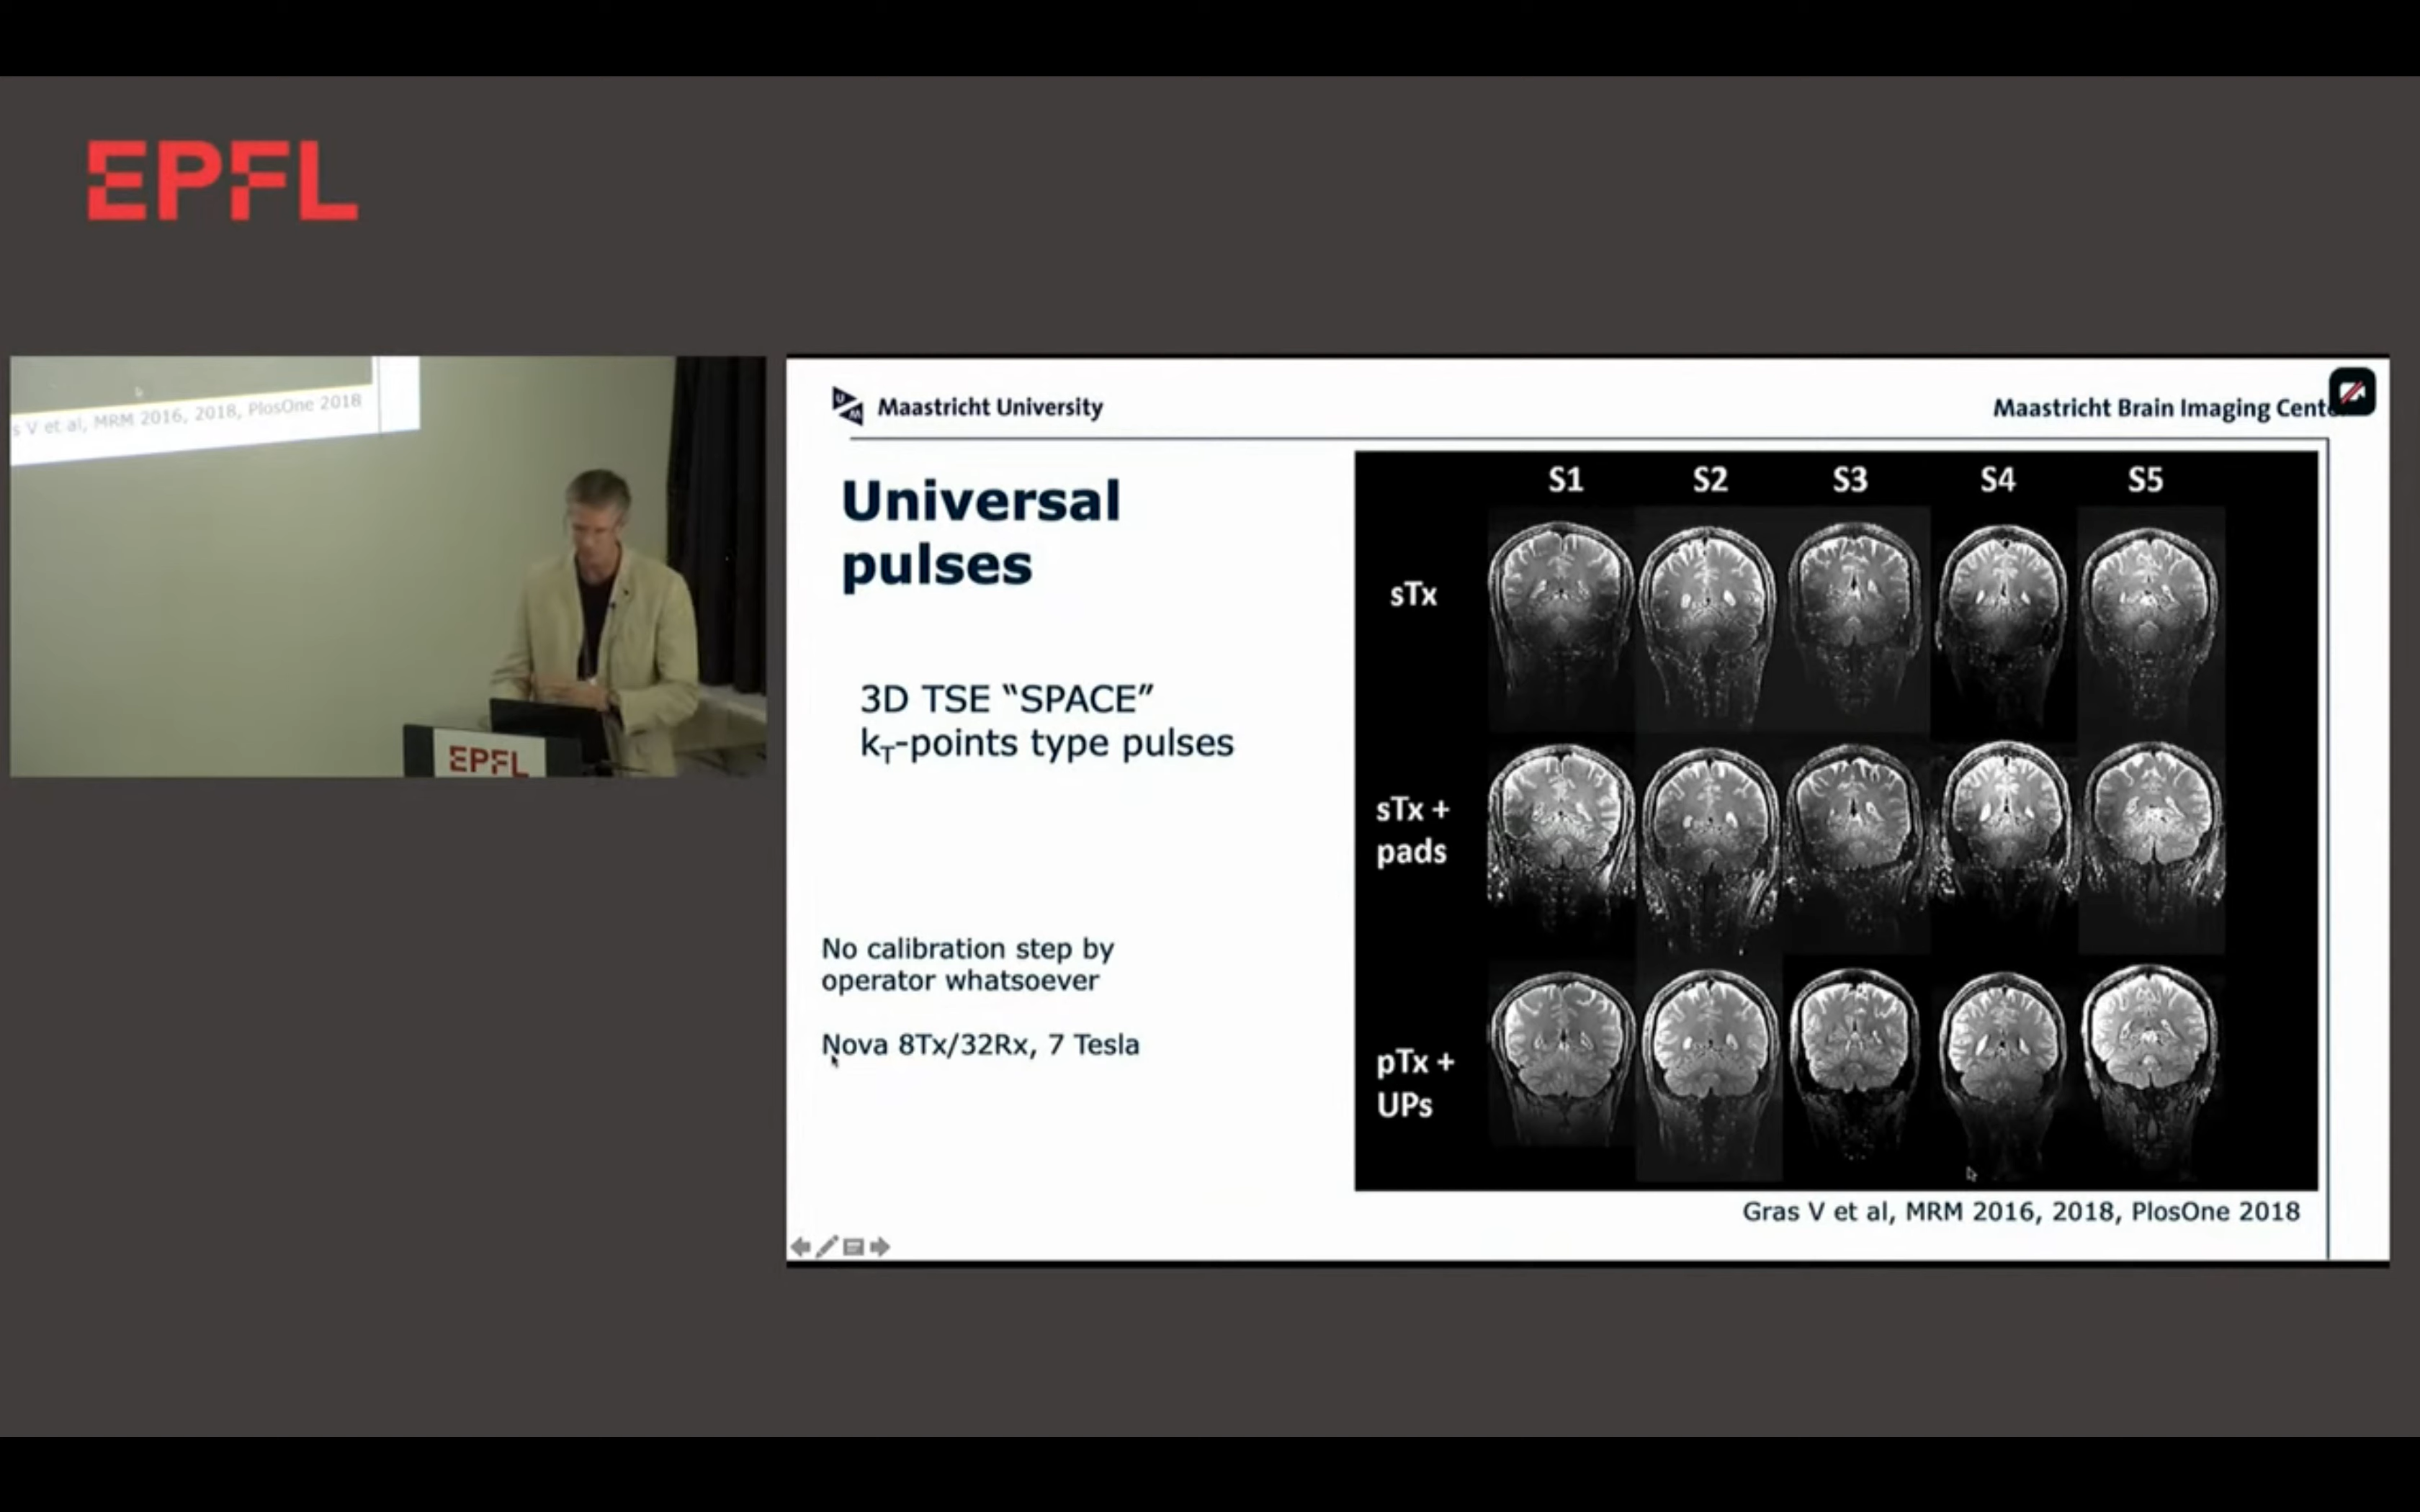 EPFL
s V et al, MRM 2016, 2018, PlosOne 2018
EPFL
Maastricht University
Maastricht Brain Imaging Cent
Universal
pulses
3D TSE “SPACE”
kT-points type pulses
No calibration step by
operator whatsoever
Nova 8Tx/32Rx, 7 Tesla
S1 S2 S3 S4 S5
sTx
sTx +
pads
pTx +
UPs
Gras V et al, MRM 2016, 2018, PlosOne 2018